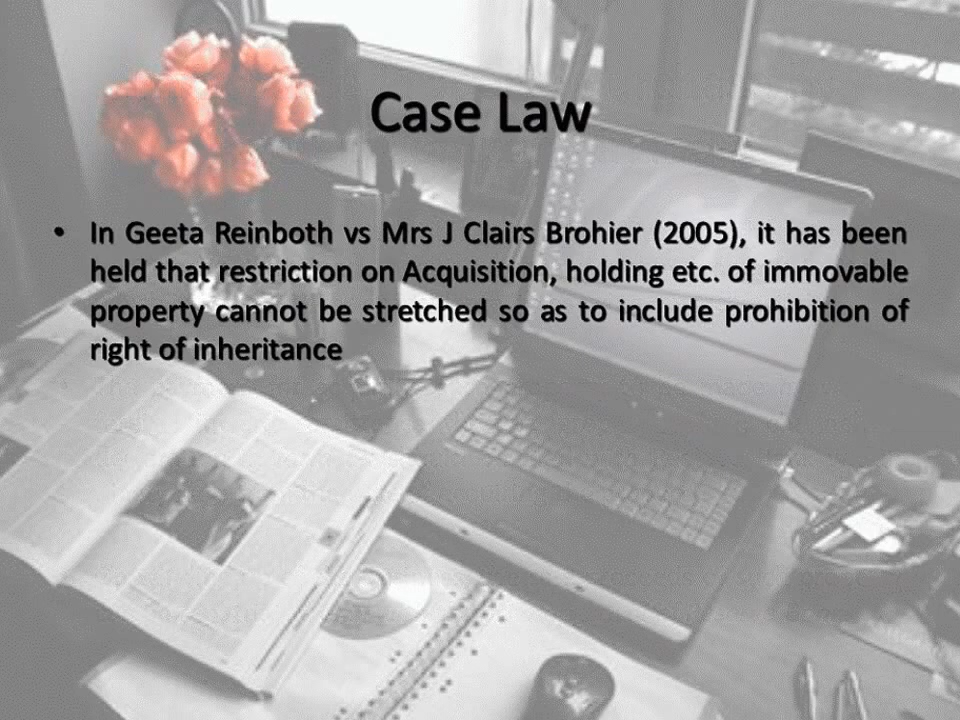 Case Law
• In Geeta Reinboth vs Mrs J Clairs Brohier (2005), it has been
held that restriction on Acquisition, holding etc. of immovable
property cannot be stretched so as to include prohibition of
right of inheritance